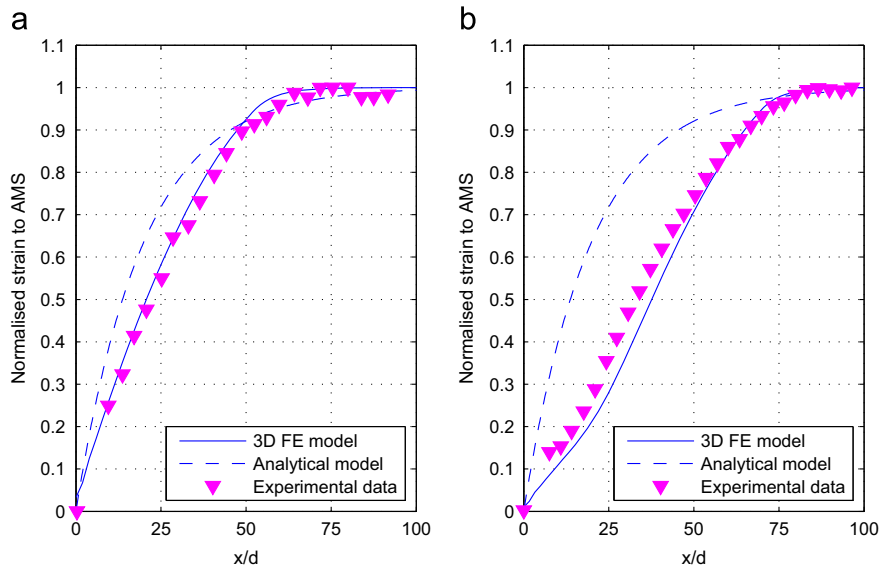 a
1.1
1
0.9
0.8
0.7
0.6
0.5
0.4
0.3
0.2
0.1
0
Normalised strain to AMS
0 25 50 75 100
x/d
3D FE model
Analytical model
Experimental data
b
1.1
1
0.9
0.8
0.7
0.6
0.5
0.4
0.3
0.2
0.1
0
Normalised strain to AMS
0 25 50 75 100
x/d
3D FE model
Analytical model
Experimental data